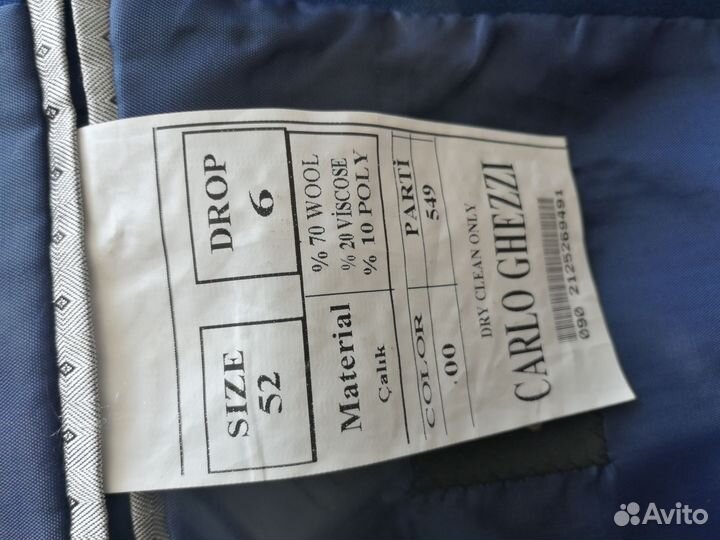 SIZE
52
DROP
6
Material
Çalık
% 70 WOOL
% 20 VİSCOSE
% 10 POLY
COLOR
.00
PARTİ
549
DRY CLEAN ONLY
CARLO GHEZZI
090 2125269491
Avito